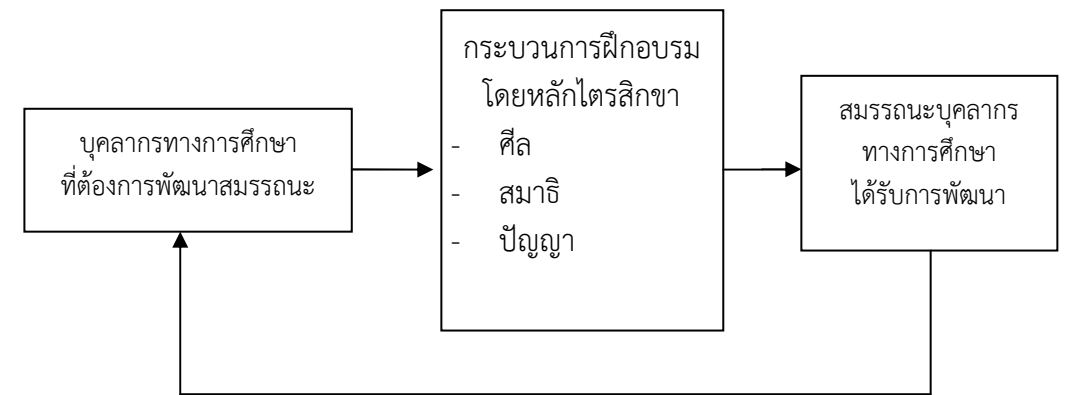 บุคลากรทางการศึกษา
ที่ต้องการพัฒนาสมรรถนะ
กระบวนการฝึกอบรม
โดยหลักไตรสิกขา
- ศีล
- สมาธิ
- ปัญญา
สมรรถนะบุคลากร
ทางการศึกษา
ได้รับการพัฒนา